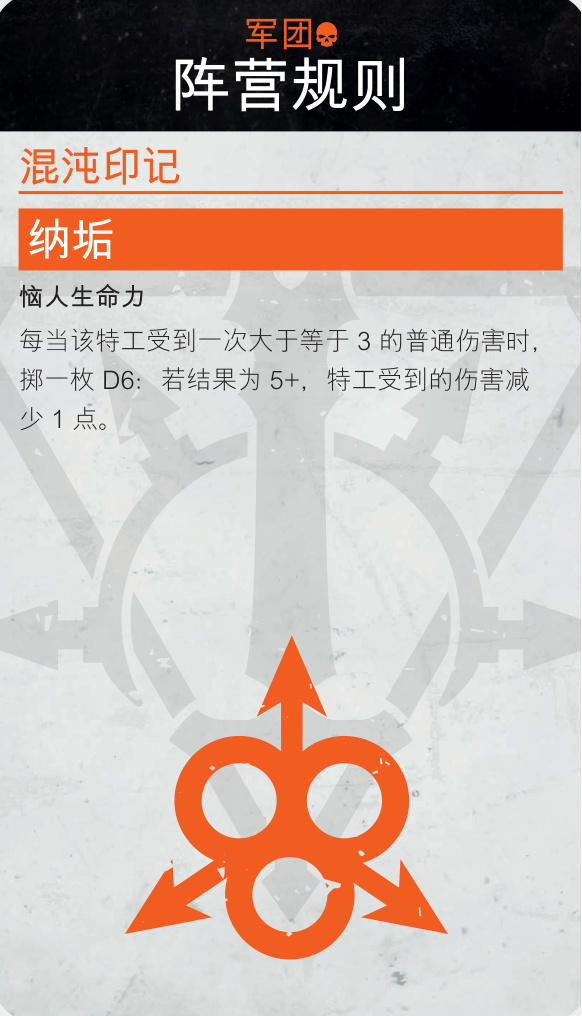 军团
阵营规则
混沌印记
纳垢
恼人生命力
每当该特工受到一次大于等于 3 的普通伤害时，
掷一枚 D6：若结果为 5+，特工受到的伤害减
少 1 点。